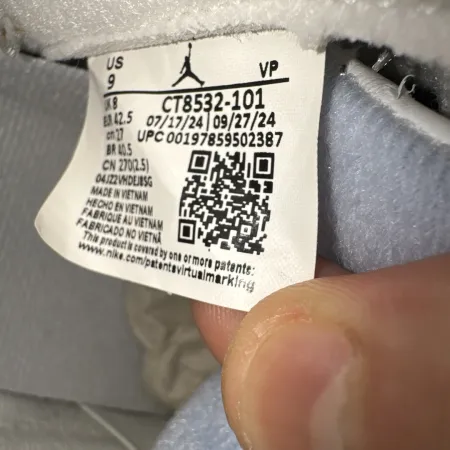 US
9
VP
UK 8
CT8532-101
EUR 42.5
07/17/24 | 09/27/24
cm 27
UPC 00197859502387
BR 40.5
CN 270(2.5)
MADE IN VIETNAM
HECHO EN VIETNAM
FABRIQUE AU VIETNAM
FABRICADO NO VIETNÃ
This product is covered by one or more patents:
www.nike.com/patentsvirtualmarking